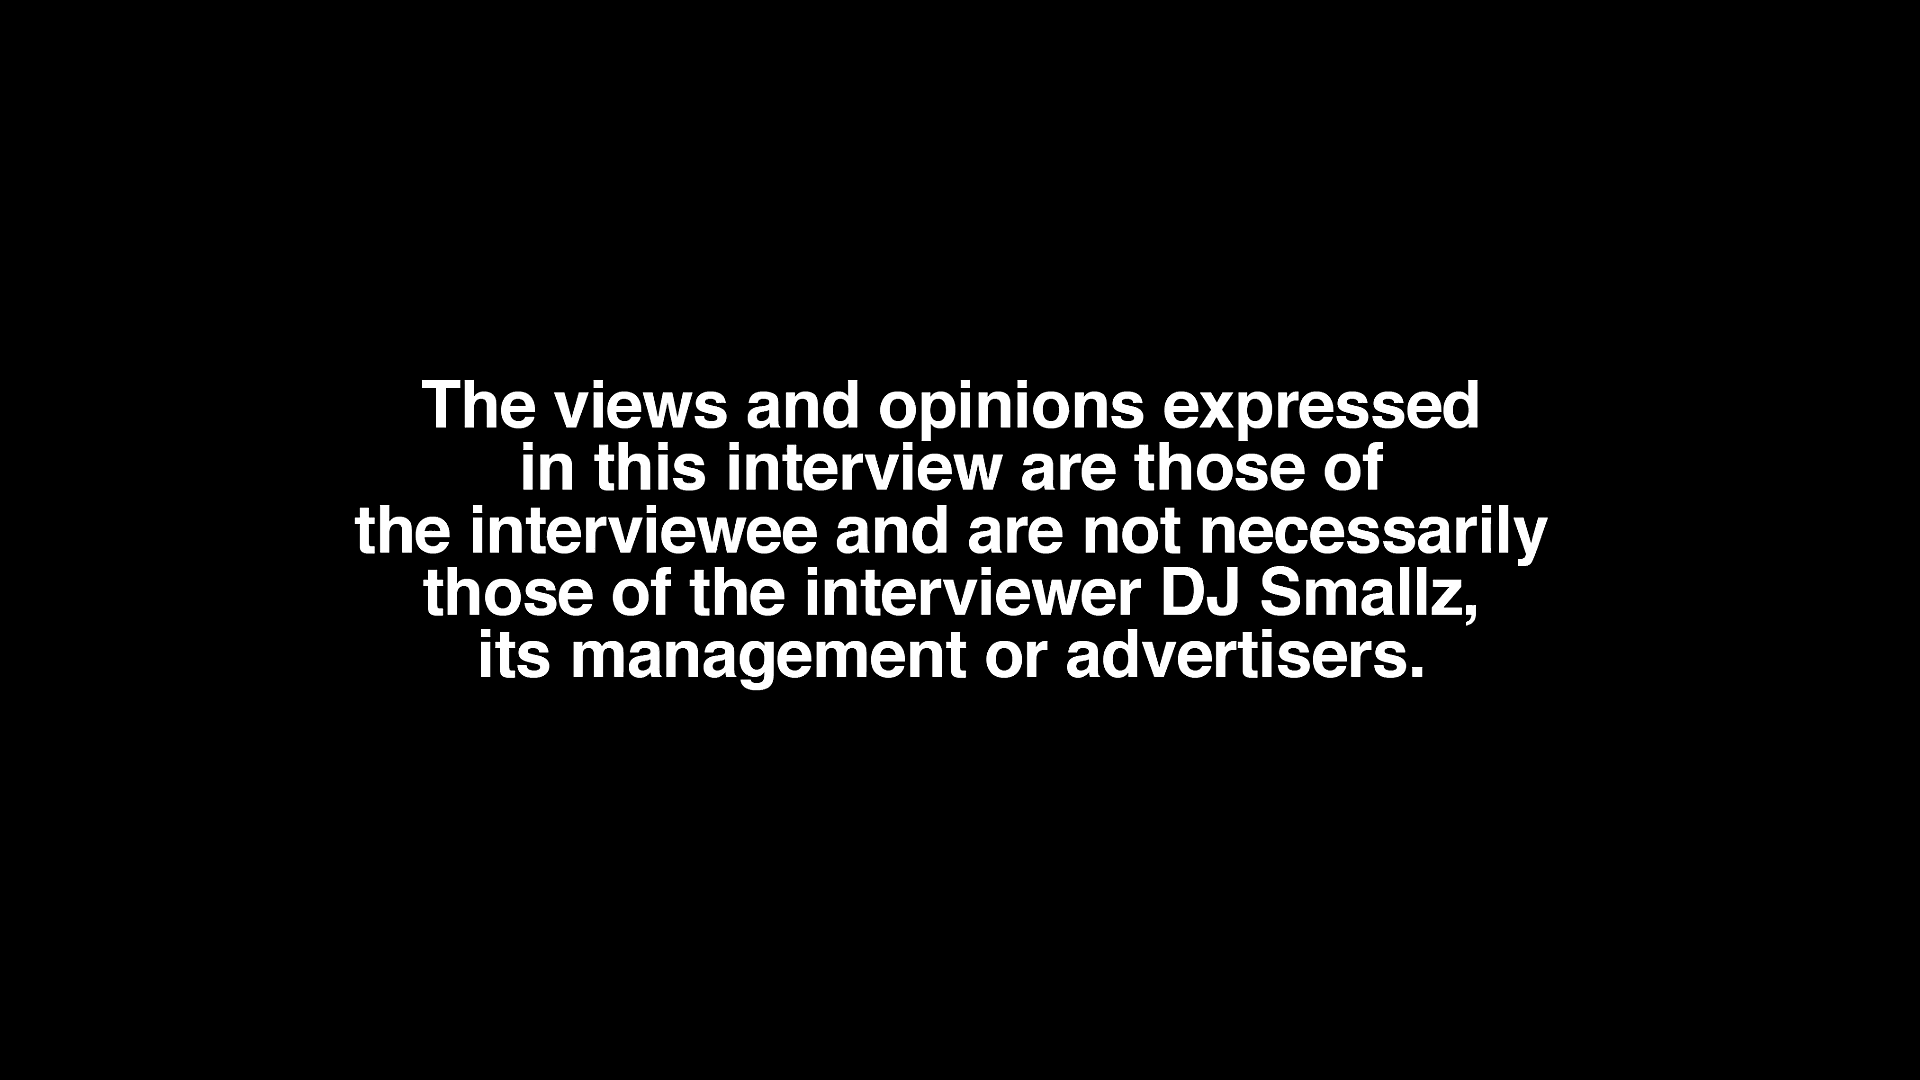 The views and opinions expressed
in this interview are those of
the interviewee and are not necessarily
those of the interviewer DJ Smallz,
its management or advertisers.